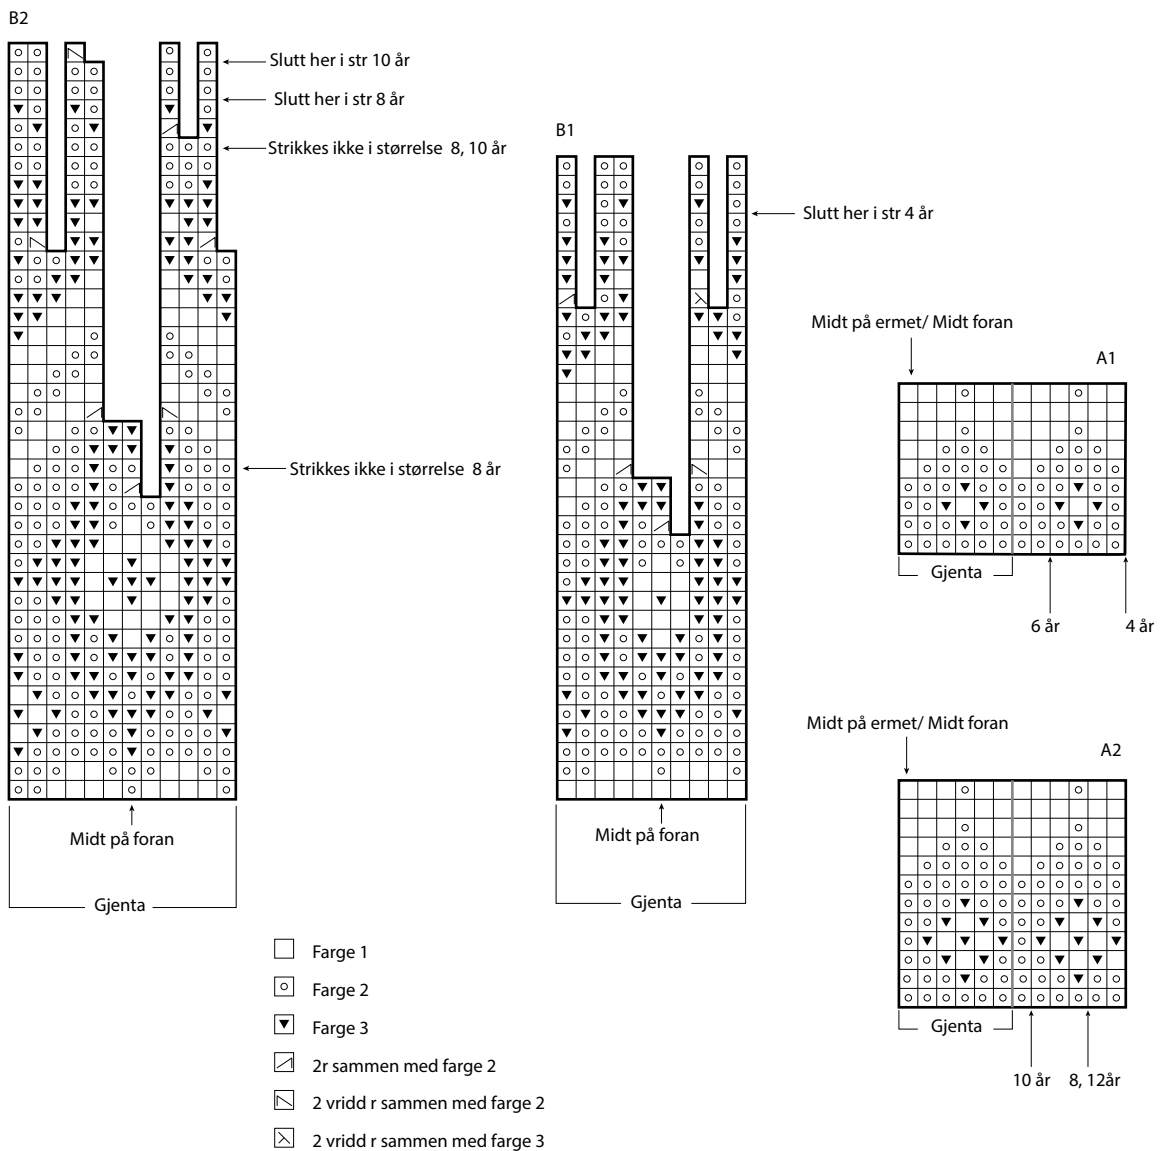 B2
Slutt her i str 10 år
Slutt her i str 8 år
Strikkes ikke i størrelse 8, 10 år
Strikkes ikke i størrelse 8 år
Midt på foran
Gjenta
B1
Slutt her i str 4 år
Midt på foran
Gjenta
Midt på ermet/ Midt foran
A1
Gjenta
6 år
4 år
Midt på ermet/ Midt foran
A2
Gjenta
10 år
8, 12år
Farge 1
Farge 2
Farge 3
2r sammen med farge 2
2 vridd r sammen med farge 2
2 vridd r sammen med farge 3